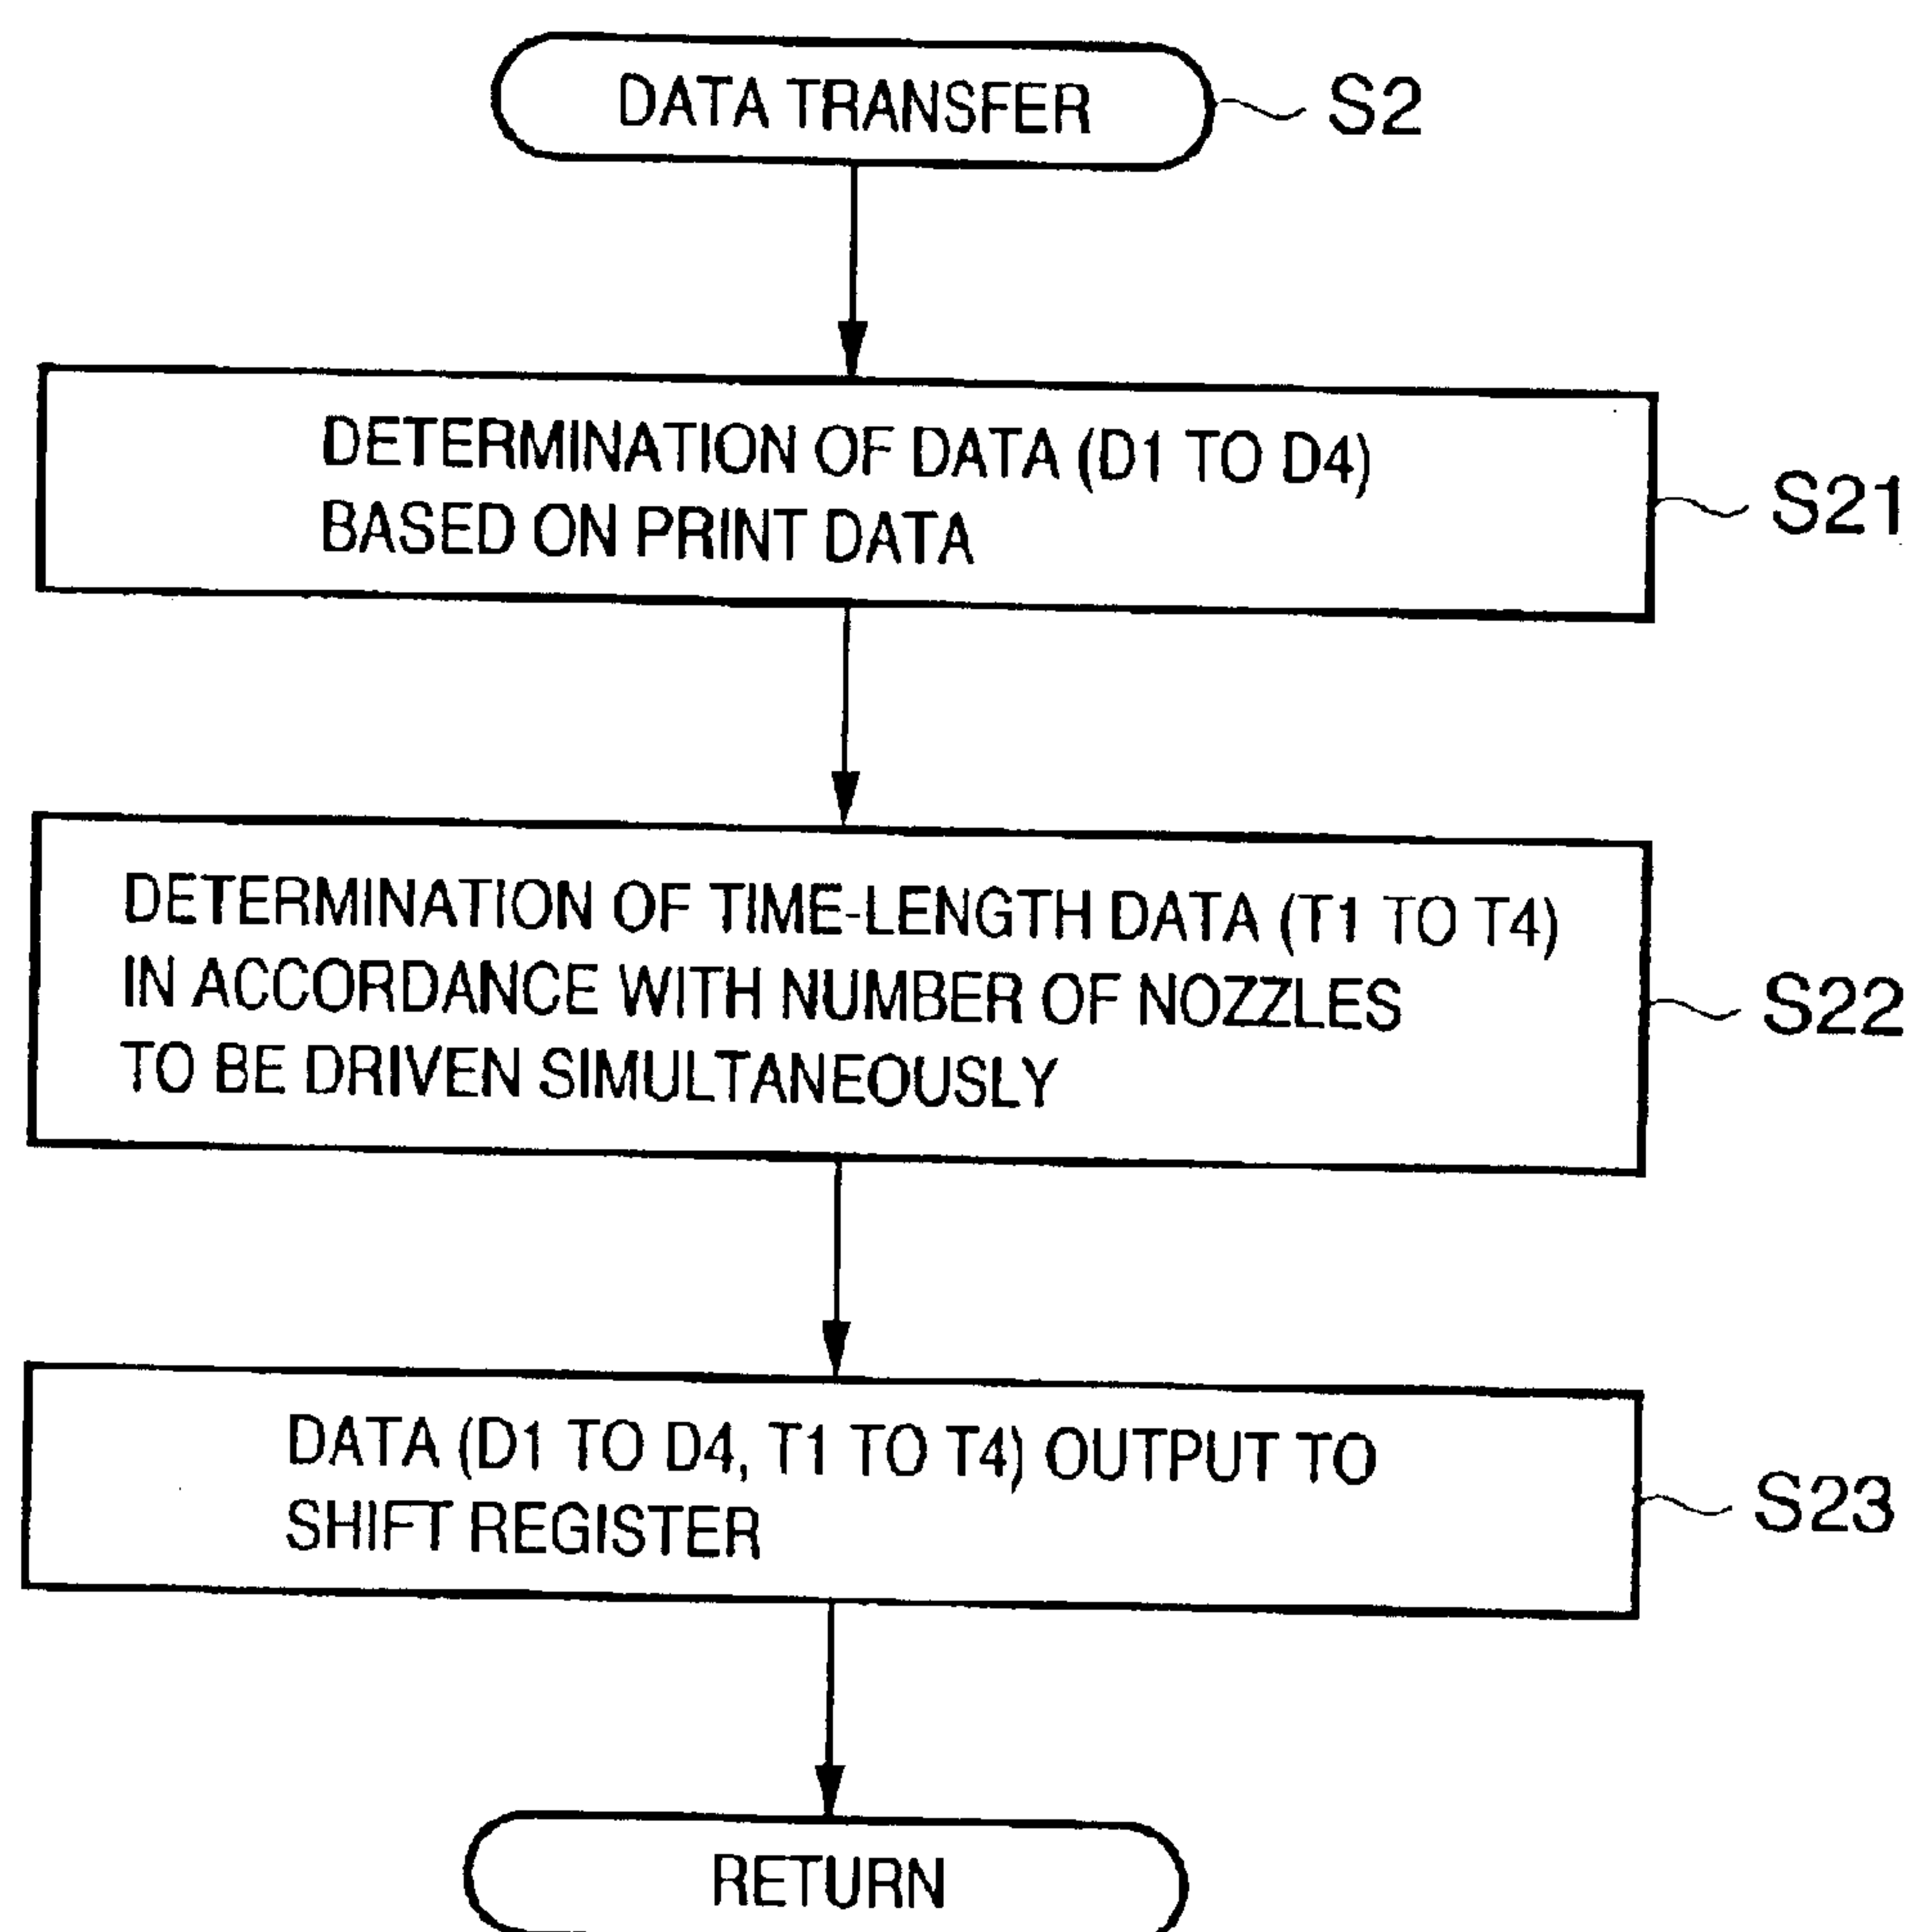 DATA TRANSFER
S2
DETERMINATION OF DATA (D1 TO D4)
BASED ON PRINT DATA
S21
DETERMINATION OF TIME-LENGTH DATA (T1 TO T4)
IN ACCORDANCE WITH NUMBER OF NOZZLES
TO BE DRIVEN SIMULTANEOUSLY
S22
DATA (D1 TO D4, T1 TO T4) OUTPUT TO
SHIFT REGISTER
S23
RETURN